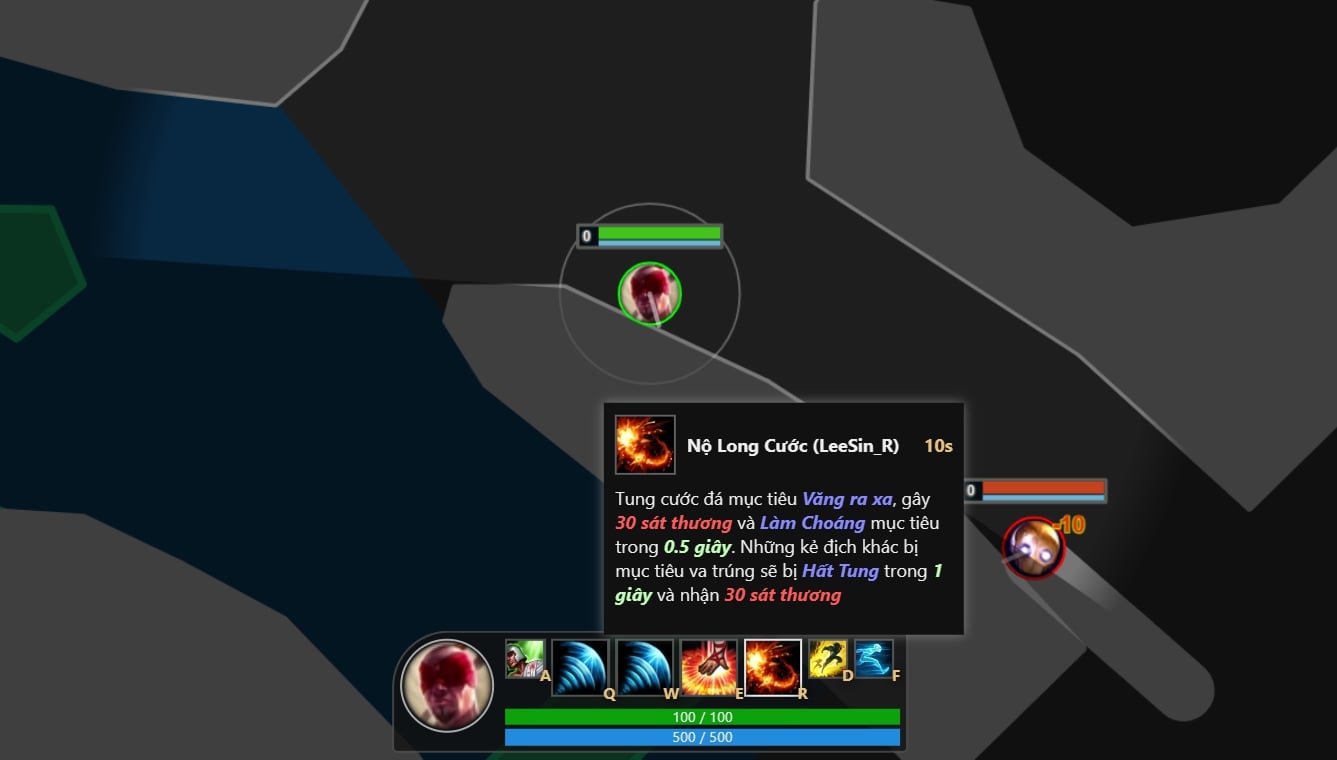 0
Nộ Long Cước (LeeSin_R) 10s
Tung cước đá mục tiêu Văng ra xa, gây
30 sát thương và Làm Choáng mục tiêu
trong 0.5 giây. Những kẻ địch khác bị
mục tiêu va trúng sẽ bị Hất Tung trong 1
giây và nhận 30 sát thương
0
-10
A Q W E R D F
100 / 100
500 / 500